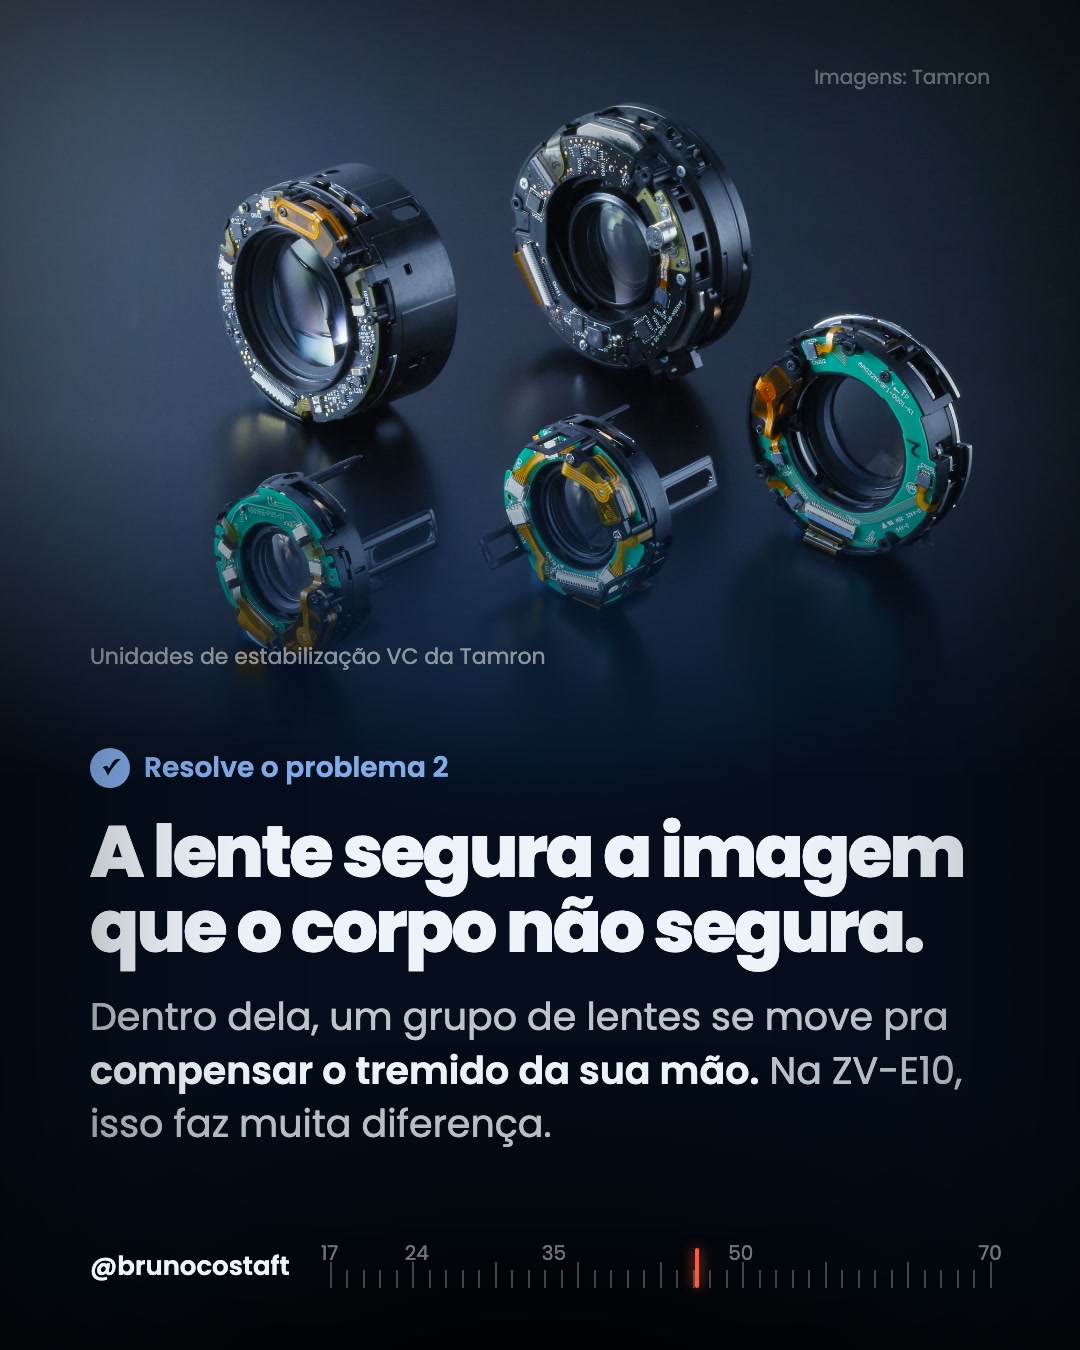 Imagens: Tamron
Unidades de estabilização VC da Tamron
✓ Resolve o problema 2
A lente segura a imagem
que o corpo não segura.
Dentro dela, um grupo de lentes se move pra
compensar o tremido da sua mão. Na ZV-E10,
isso faz muita diferença.
@brunocostaft
17 24 35 50 70